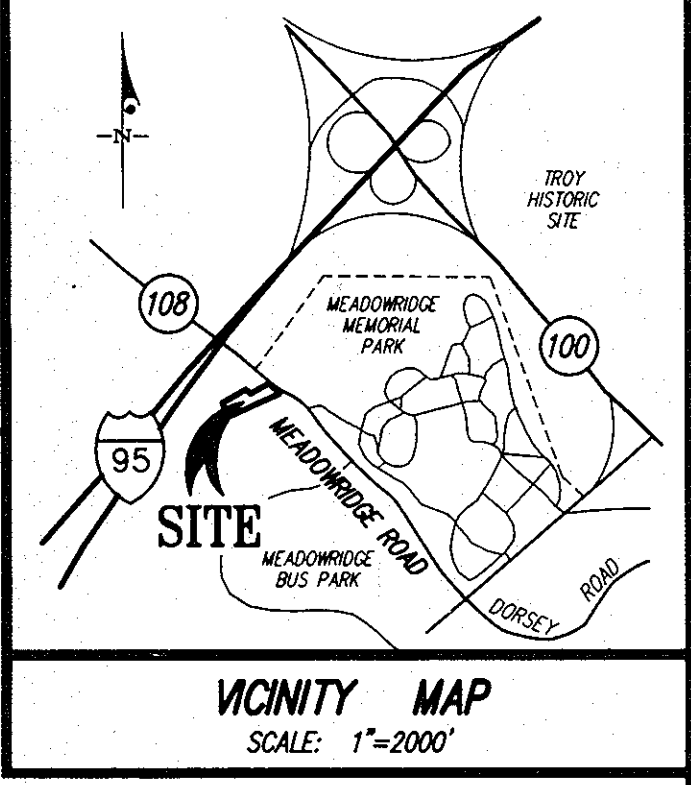 -N-
TROY
HISTORIC
SITE
108
MEADOWRIDGE
MEMORIAL
PARK
100
95
SITE
MEADOWRIDGE ROAD
MEADOWRIDGE
BUS PARK
DORSEY ROAD
VICINITY MAP
SCALE: 1"=2000'